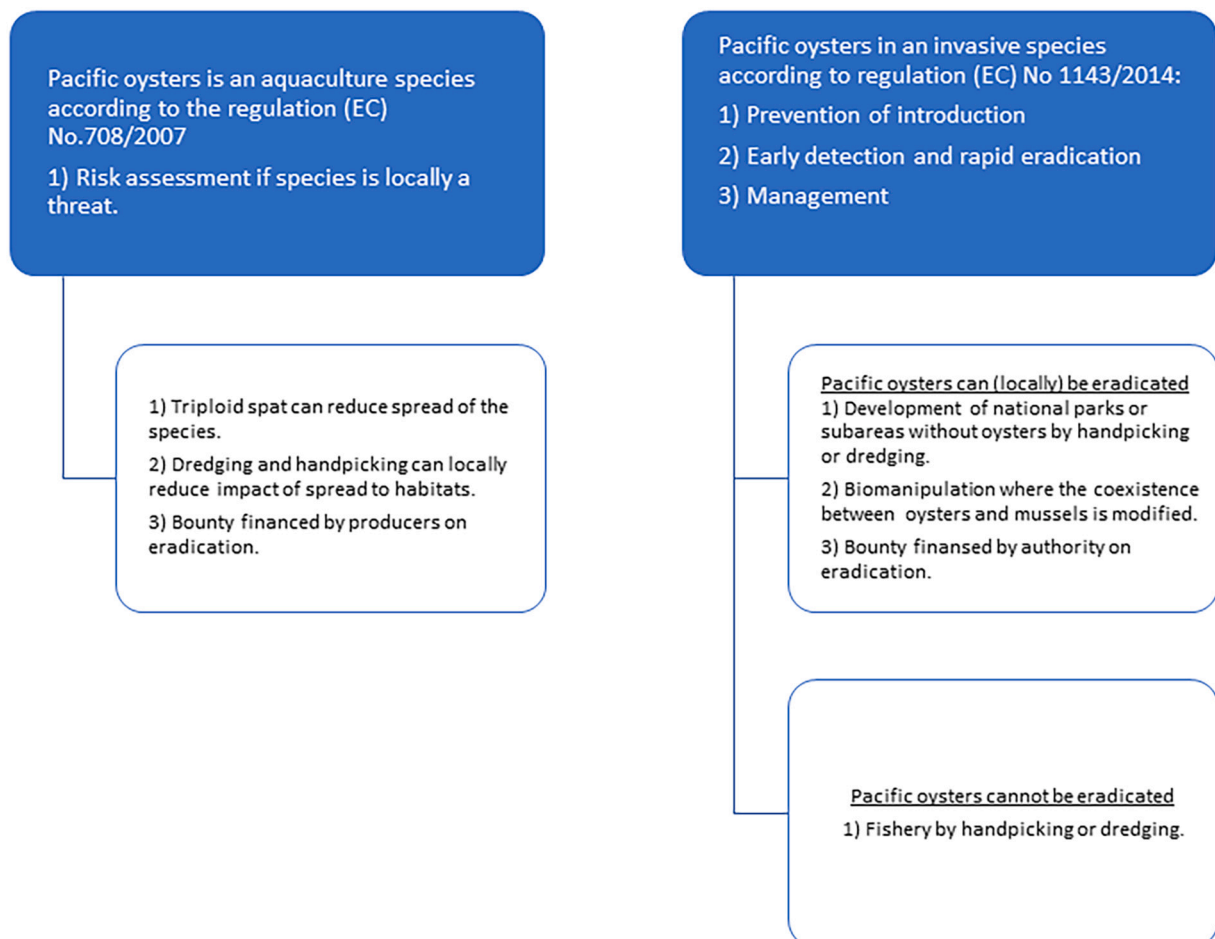 Pacific oysters is an aquaculture species
according to the regulation (EC)
No.708/2007
1) Risk assessment if species is locally a
threat.
1) Triploid spat can reduce spread of the
species.
2) Dredging and handpicking can locally
reduce impact of spread to habitats.
3) Bounty financed by producers on
eradication.
Pacific oysters in an invasive species
according to regulation (EC) No 1143/2014:
1) Prevention of introduction
2) Early detection and rapid eradication
3) Management
Pacific oysters can (locally) be eradicated
1) Development of national parks or
subareas without oysters by handpicking
or dredging.
2) Biomanipulation where the coexistence
between oysters and mussels is modified.
3) Bounty finansed by authority on
eradication.
Pacific oysters cannot be eradicated
1) Fishery by handpicking or dredging.